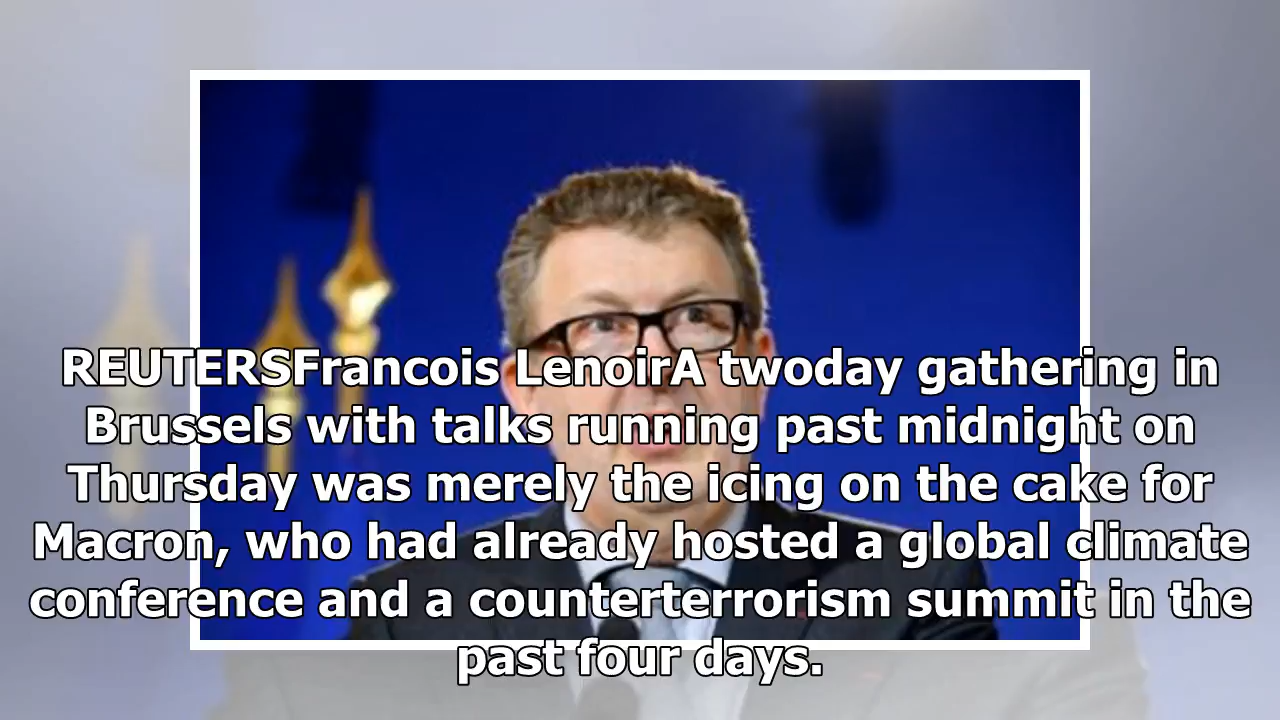 REUTERSFrancois LenoirA twoday gathering in
Brussels with talks running past midnight on
Thursday was merely the icing on the cake for
Macron, who had already hosted a global climate
conference and a counterterrorism summit in the
past four days.